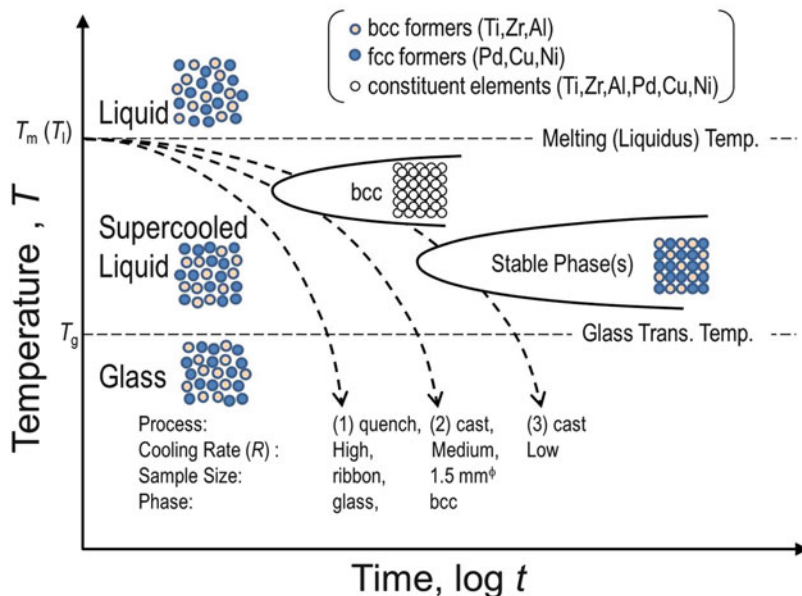 bcc formers (Ti,Zr,Al)
fcc formers (Pd,Cu,Ni)
constituent elements (Ti,Zr,Al,Pd,Cu,Ni)
Liquid
Tm (Tl)
Melting (Liquidus) Temp.
bcc
Supercooled
Liquid
Stable Phase(s)
Tg
Glass Trans. Temp.
Glass
Process: (1) quench, (2) cast, (3) cast
Cooling Rate (R) : High, Medium, Low
Sample Size: ribbon, 1.5 mmᶲ
Phase: glass, bcc
Temperature , T
Time, log t